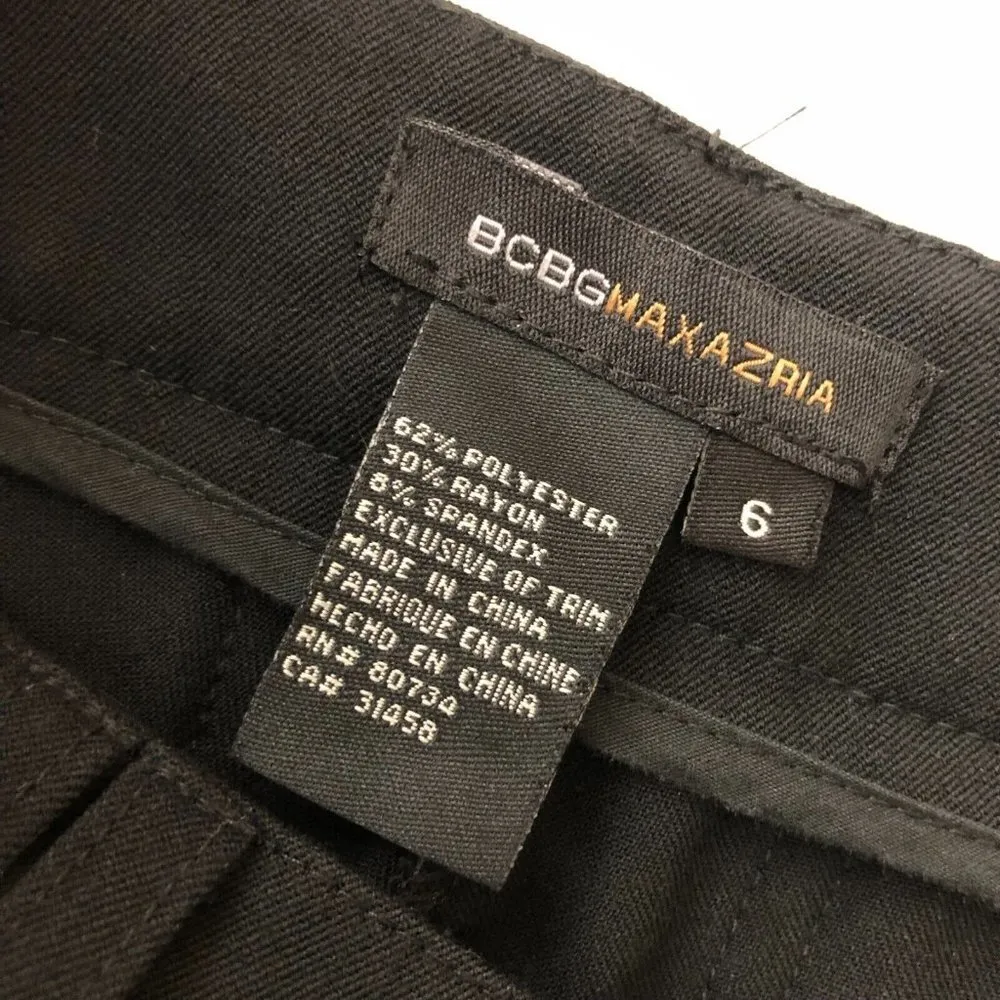 BCBGMAXAZRIA
6
62% POLYESTER
30% RAYON
8% SPANDEX
EXCLUSIVE OF TRIM
MADE IN CHINA
FABRIQUE EN CHINE
HECHO EN CHINA
RN# 80734
CA# 31458